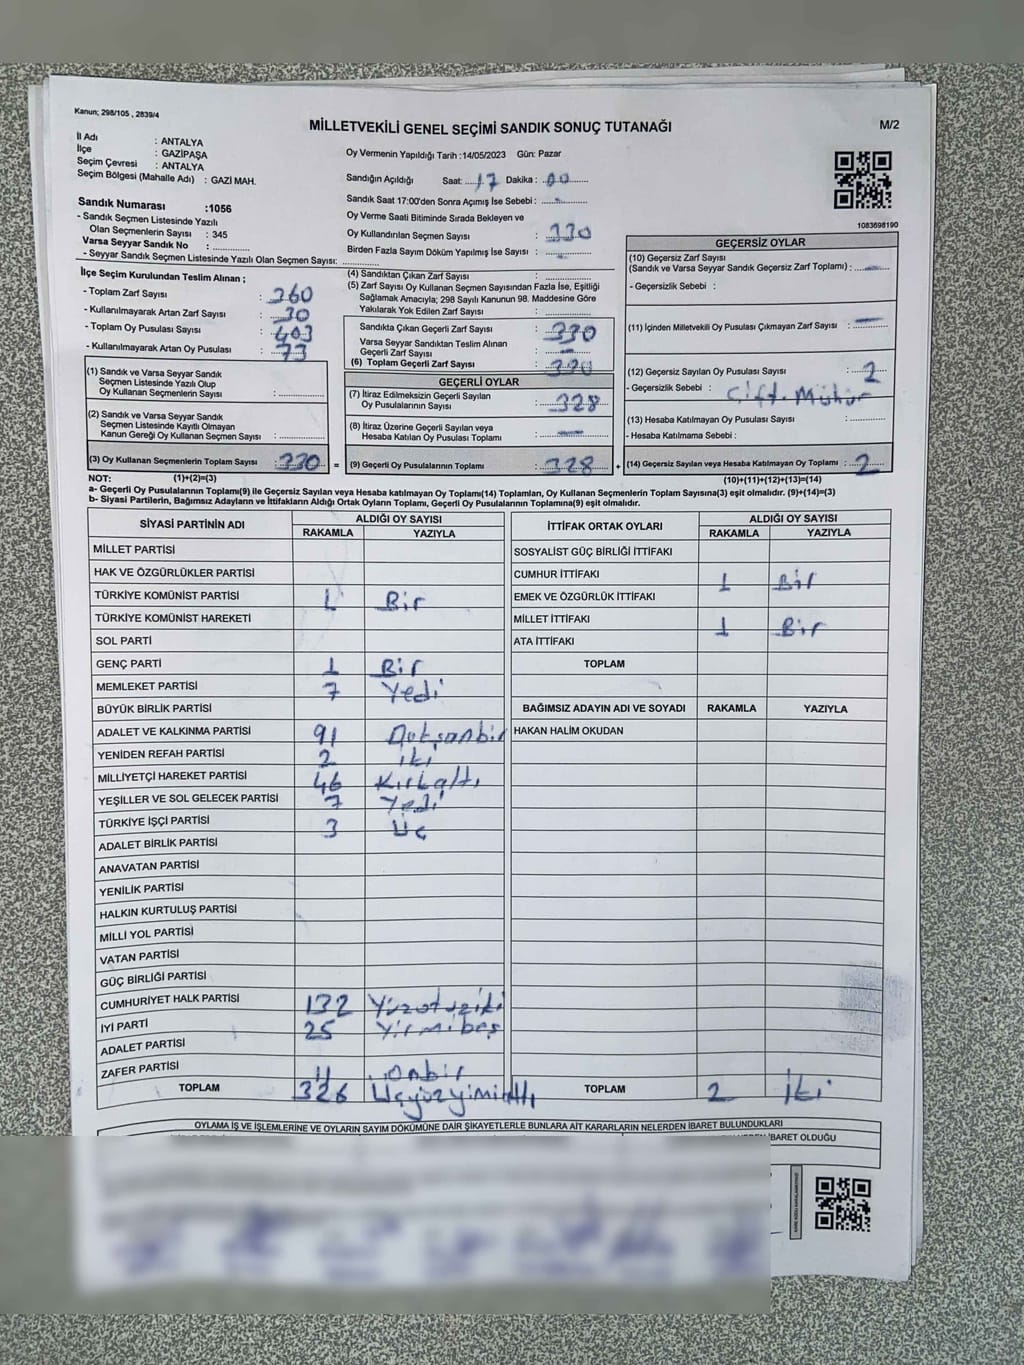 Kanun; 298/105 , 2839/4
MİLLETVEKİLİ GENEL SEÇİMİ SANDIK SONUÇ TUTANAĞI
M/2
İl Adı : ANTALYA
İlçe : GAZİPAŞA
Seçim Çevresi : ANTALYA
Seçim Bölgesi (Mahalle Adı) : GAZİ MAH.
Sandık Numarası :1056
- Sandık Seçmen Listesinde Yazılı
Olan Seçmenlerin Sayısı : 345
Varsa Seyyar Sandık No : ..............
- Seyyar Sandık Seçmen Listesinde Yazılı Olan Seçmen Sayısı: ..............
Oy Vermenin Yapıldığı Tarih :14/05/2023 Gün: Pazar
Sandığın Açıldığı Saat: 17 Dakika : 00
Sandık Saat 17:00'den Sonra Açımış İse Sebebi : -
Oy Verme Saati Bitiminde Sırada Bekleyen ve
Oy Kullandırılan Seçmen Sayısı : 330
Birden Fazla Sayım Döküm Yapılmış İse Sayısı : -
1083698190
İlçe Seçim Kurulundan Teslim Alınan ;
- Toplam Zarf Sayısı : 360
- Kullanılmayarak Artan Zarf Sayısı : 30
- Toplam Oy Pusulası Sayısı : 403
- Kullanılmayarak Artan Oy Pusulası : 73
(1) Sandık ve Varsa Seyyar Sandık
Seçmen Listesinde Yazılı Olup
Oy Kullanan Seçmenlerin Sayısı : ..............
(2) Sandık ve Varsa Seyyar Sandık
Seçmen Listesinde Kayıtlı Olmayan
Kanun Gereği Oy Kullanan Seçmen Sayısı : ..............
(3) Oy Kullanan Seçmenlerin Toplam Sayısı : 330
(4) Sandıktan Çıkan Zarf Sayısı : ..............
(5) Zarf Sayısı Oy Kullanan Seçmen Sayısından Fazla İse, Eşitliği
Sağlamak Amacıyla; 298 Sayılı Kanunun 98. Maddesine Göre
Yakılarak Yok Edilen Zarf Sayısı : ..............
Sandıkta Çıkan Geçerli Zarf Sayısı : 330
Varsa Seyyar Sandıktan Teslim Alınan
Geçerli Zarf Sayısı : -
(6) Toplam Geçerli Zarf Sayısı : 330
GEÇERLİ OYLAR
(7) İtiraz Edilmeksizin Geçerli Sayılan
Oy Pusulalarının Sayısı : 328
(8) İtiraz Üzerine Geçerli Sayılan veya
Hesaba Katılan Oy Pusulası Toplamı : -
= (9) Geçerli Oy Pusulalarının Toplamı : 328
GEÇERSİZ OYLAR
(10) Geçersiz Zarf Sayısı
(Sandık ve Varsa Seyyar Sandık Geçersiz Zarf Toplamı) : -
- Geçersizlik Sebebi :
(11) İçinden Milletvekili Oy Pusulası Çıkmayan Zarf Sayısı : -
(12) Geçersiz Sayılan Oy Pusulası Sayısı : 2
- Geçersizlik Sebebi : Çift. Mühür
(13) Hesaba Katılmayan Oy Pusulası Sayısı : ..............
- Hesaba Katılmama Sebebi :
+ (14) Geçersiz Sayılan veya Hesaba Katılmayan Oy Toplamı : 2
NOT: (1)+(2)=(3) (10)+(11)+(12)+(13)=(14)
a- Geçerli Oy Pusulalarının Toplamı(9) ile Geçersiz Sayılan veya Hesaba katılmayan Oy Toplamı(14) Toplamları, Oy Kullanan Seçmenlerin Toplam Sayısına(3) eşit olmalıdır. (9)+(14)=(3)
b- Siyasi Partilerin, Bağımsız Adayların ve İttifakların Aldığı Ortak Oyların Toplamı, Geçerli Oy Pusulalarının Toplamına(9) eşit olmalıdır.
SİYASİ PARTİNİN ADI ALDIĞI OY SAYISI
RAKAMLA YAZIYLA
MİLLET PARTİSİ
HAK VE ÖZGÜRLÜKLER PARTİSİ
TÜRKİYE KOMÜNİST PARTİSİ 1 Bir
TÜRKİYE KOMÜNİST HAREKETİ
SOL PARTİ
GENÇ PARTİ 1 Bir
MEMLEKET PARTİSİ 7 Yedi
BÜYÜK BİRLİK PARTİSİ
ADALET VE KALKINMA PARTİSİ 91 Doksanbir
YENİDEN REFAH PARTİSİ 2 iki
MİLLİYETÇİ HAREKET PARTİSİ 46 Kırkaltı
YEŞİLLER VE SOL GELECEK PARTİSİ 7 Yedi
TÜRKİYE İŞÇİ PARTİSİ 3 Üç
ADALET BİRLİK PARTİSİ
ANAVATAN PARTİSİ
YENİLİK PARTİSİ
HALKIN KURTULUŞ PARTİSİ
MİLLİ YOL PARTİSİ
VATAN PARTİSİ
GÜÇ BİRLİĞİ PARTİSİ
CUMHURİYET HALK PARTİSİ 132 Yüzotuziki
İYİ PARTİ 25 Yirmibeş
ADALET PARTİSİ
ZAFER PARTİSİ 11 Onbir
TOPLAM 326 Üçyüzyirmialtı
İTTİFAK ORTAK OYLARI ALDIĞI OY SAYISI
RAKAMLA YAZIYLA
SOSYALİST GÜÇ BİRLİĞİ İTTİFAKI
CUMHUR İTTİFAKI 1 Bir
EMEK VE ÖZGÜRLÜK İTTİFAKI
MİLLET İTTİFAKI 1 Bir
ATA İTTİFAKI
TOPLAM
BAĞIMSIZ ADAYIN ADI VE SOYADI RAKAMLA YAZIYLA
HAKAN HALİM OKUDAN
TOPLAM 2 İki
OYLAMA İŞ VE İŞLEMLERİNE VE OYLARIN SAYIM DÖKÜMÜNE DAİR ŞİKAYETLERLE BUNLARA AİT KARARLARIN NELERDEN İBARET BULUNDUKLARI
İBARET OLDUĞU